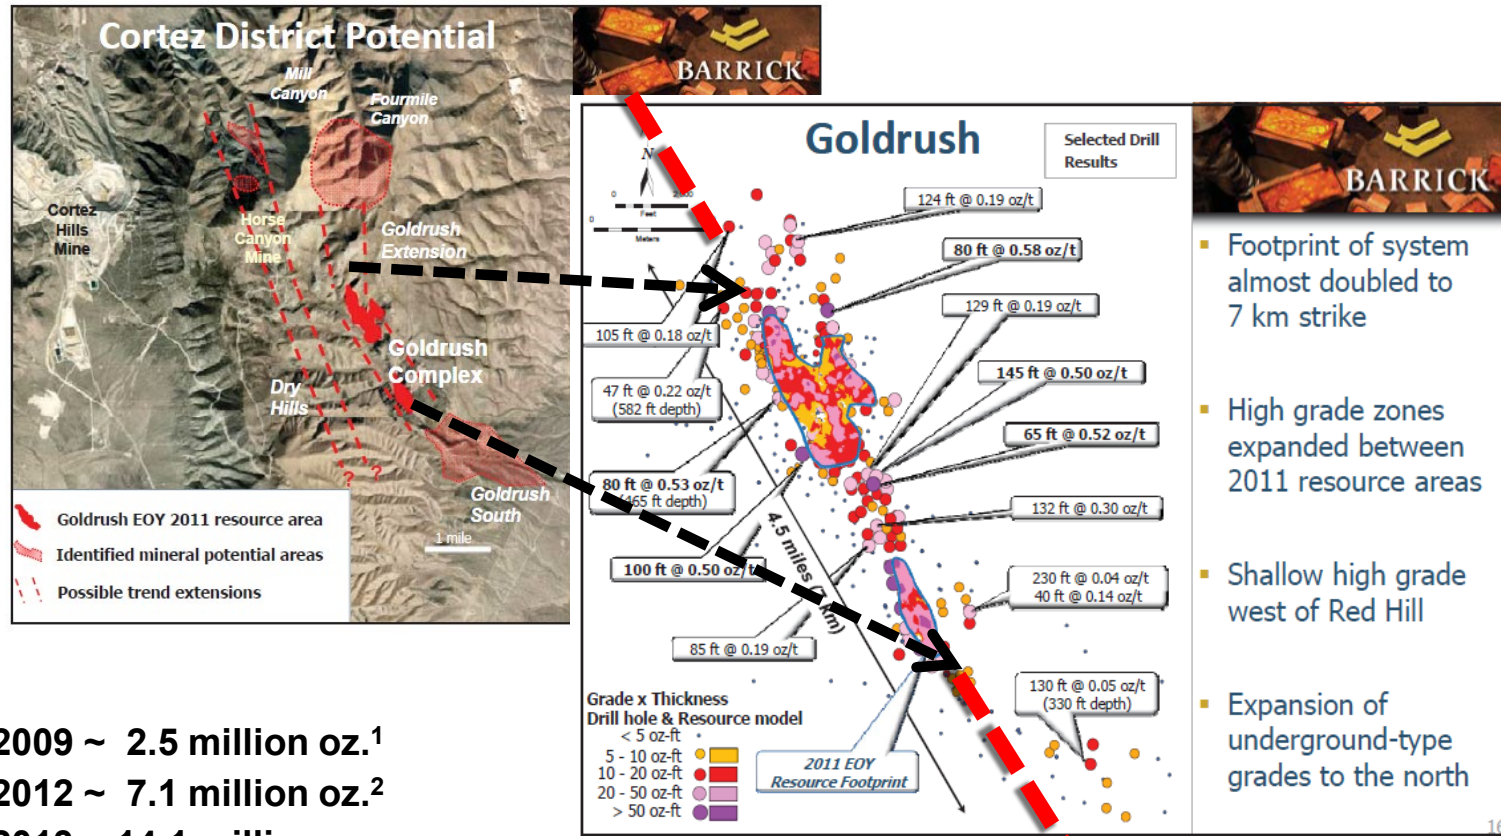 Cortez District Potential
Mill
Canyon
Fourmile
Canyon
Cortez
Hills
Mine
Horse
Canyon
Mine
Goldrush
Extension
Goldrush
Complex
Dry
Hills
? ?
Goldrush
South
1 mile
Goldrush EOY 2011 resource area
Identified mineral potential areas
Possible trend extensions
BARRICK
Goldrush
Selected Drill
Results
N
0
Feet
0
Meters
124 ft @ 0.19 oz/t
80 ft @ 0.58 oz/t
129 ft @ 0.19 oz/t
105 ft @ 0.18 oz/t
145 ft @ 0.50 oz/t
47 ft @ 0.22 oz/t
(582 ft depth)
65 ft @ 0.52 oz/t
80 ft @ 0.53 oz/t
(465 ft depth)
132 ft @ 0.30 oz/t
100 ft @ 0.50 oz/t
4.5 miles (7 km)
230 ft @ 0.04 oz/t
40 ft @ 0.14 oz/t
85 ft @ 0.19 oz/t
130 ft @ 0.05 oz/t
(330 ft depth)
Grade x Thickness
Drill hole & Resource model
< 5 oz-ft
5 - 10 oz-ft
10 - 20 oz-ft
20 - 50 oz-ft
> 50 oz-ft
2011 EOY
Resource Footprint
BARRICK
Footprint of system
almost doubled to
7 km strike
High grade zones
expanded between
2011 resource areas
Shallow high grade
west of Red Hill
Expansion of
underground-type
grades to the north
16
2009 ~ 2.5 million oz.¹
2012 ~ 7.1 million oz.²